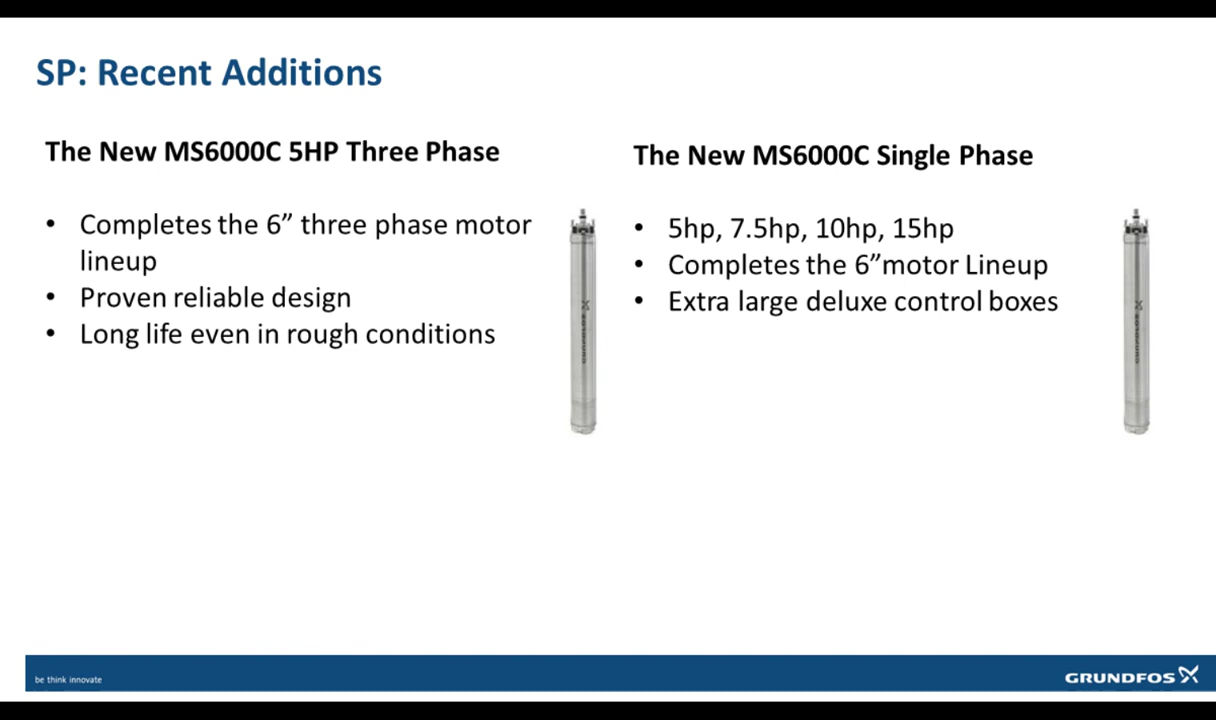 SP: Recent Additions
The New MS6000C 5HP Three Phase
• Completes the 6” three phase motor
lineup
• Proven reliable design
• Long life even in rough conditions
The New MS6000C Single Phase
• 5hp, 7.5hp, 10hp, 15hp
• Completes the 6”motor Lineup
• Extra large deluxe control boxes
GRUNDFOS
GRUNDFOS
be think innovate
GRUNDFOS